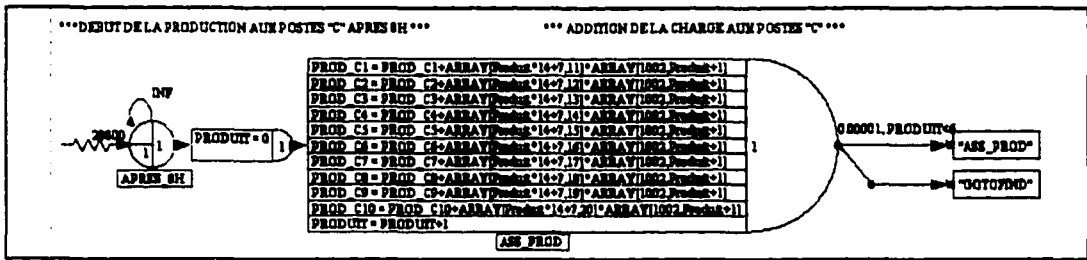 ***DEBUT DE LA PRODUCTION AUX POSTES "C" APRES 8H ***
*** ADDITION DE LA CHARGE AUX POSTES "C" ***
INF
28800
1
1
APRES_8H
PRODUIT = 0
1
PROD_C1 = PROD_C1+ARRAY[Produit*14+7,11]*ARRAY[1002,Produit+1]
PROD_C2 = PROD_C2+ARRAY[Produit*14+7,12]*ARRAY[1002,Produit+1]
PROD_C3 = PROD_C3+ARRAY[Produit*14+7,13]*ARRAY[1002,Produit+1]
PROD_C4 = PROD_C4+ARRAY[Produit*14+7,14]*ARRAY[1002,Produit+1]
PROD_C5 = PROD_C5+ARRAY[Produit*14+7,15]*ARRAY[1002,Produit+1]
PROD_C6 = PROD_C6+ARRAY[Produit*14+7,16]*ARRAY[1002,Produit+1]
PROD_C7 = PROD_C7+ARRAY[Produit*14+7,17]*ARRAY[1002,Produit+1]
PROD_C8 = PROD_C8+ARRAY[Produit*14+7,18]*ARRAY[1002,Produit+1]
PROD_C9 = PROD_C9+ARRAY[Produit*14+7,19]*ARRAY[1002,Produit+1]
PROD_C10 = PROD_C10+ARRAY[Produit*14+7,20]*ARRAY[1002,Produit+1]
PRODUIT = PRODUIT+1
ASS_PROD
1
0.00001, PRODUIT<
"ASS_PROD"
"GOTOFIND"